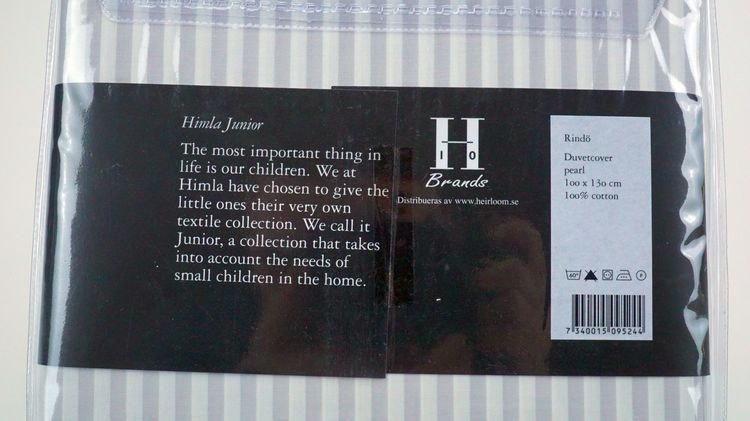 Himla Junior
The most important thing in
life is our children. We at
Himla have chosen to give the
little ones their very own
textile collection. We call it
Junior, a collection that takes
into account the needs of
small children in the home.
H
10
Brands
Distribueras av www.heirloom.se
Rindö
Duvetcover
pearl
100 x 130 cm
100% cotton
60°
P
7 340015 095244